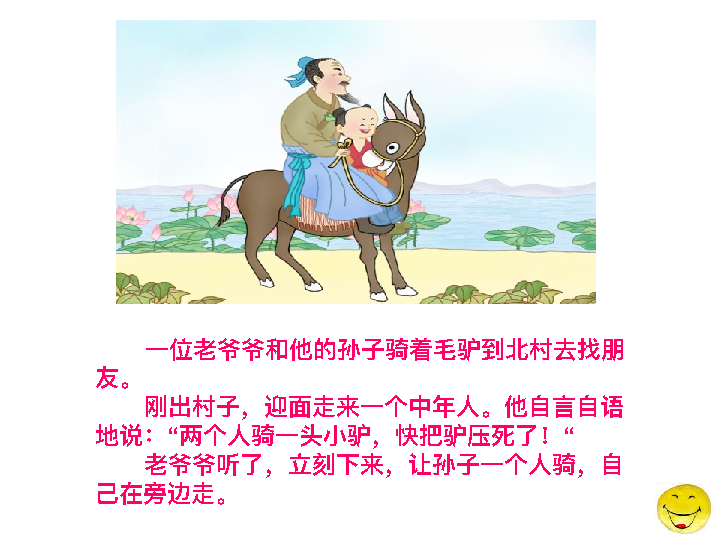 一位老爷爷和他的孙子骑着毛驴到北村去找朋
友。
刚出村子，迎面走来一个中年人。他自言自语
地说：“两个人骑一头小驴，快把驴压死了！“
老爷爷听了，立刻下来，让孙子一个人骑，自
己在旁边走。